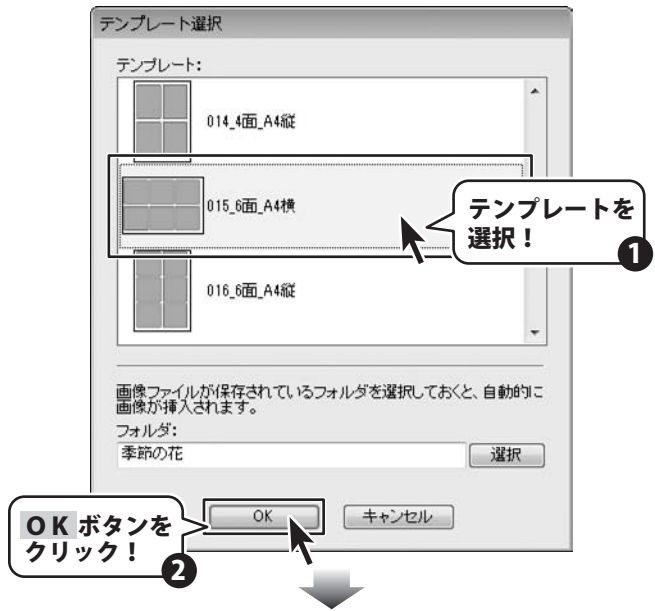 テンプレート選択
テンプレート:
014_4面_A4縦
015_6面_A4横
テンプレートを
選択!
1
016_6面_A4縦
画像ファイルが保存されているフォルダを選択しておくと、自動的に
画像が挿入されます。
フォルダ:
季節の花
選択
OK
キャンセル
OKボタンを
クリック!
2